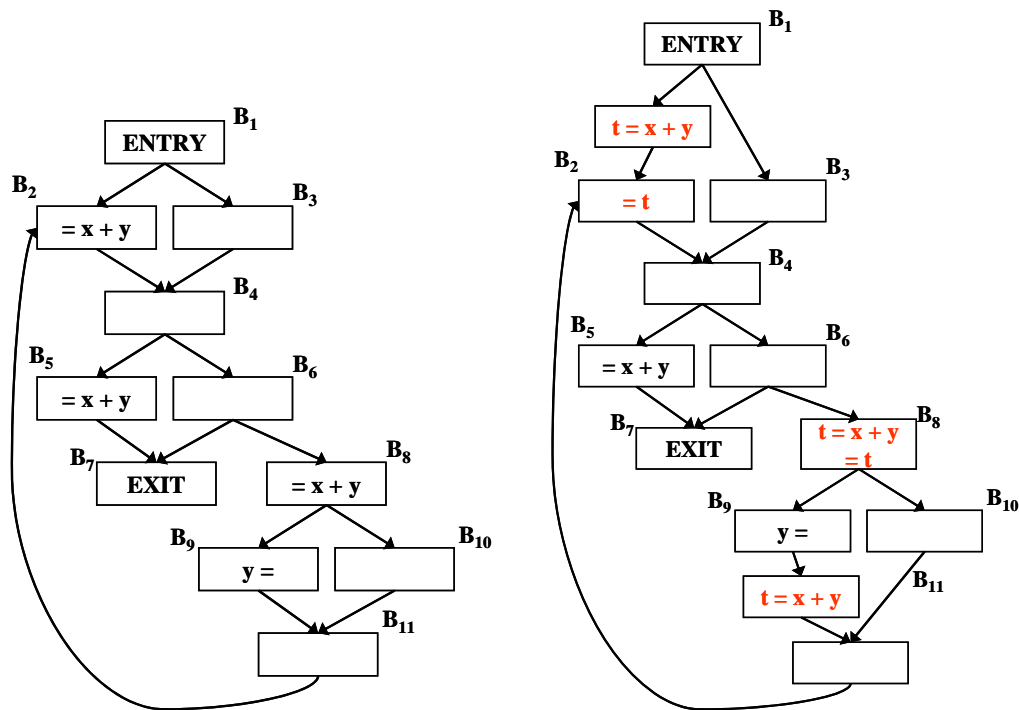 B1
ENTRY
B2
B3
= x + y
B4
B5
B6
= x + y
B7
B8
EXIT
= x + y
B9
B10
y =
B11
B1
ENTRY
t = x + y
B2
B3
= t
B4
B5
B6
= x + y
B7
B8
EXIT
t = x + y
= t
B9
B10
y =
B11
t = x + y